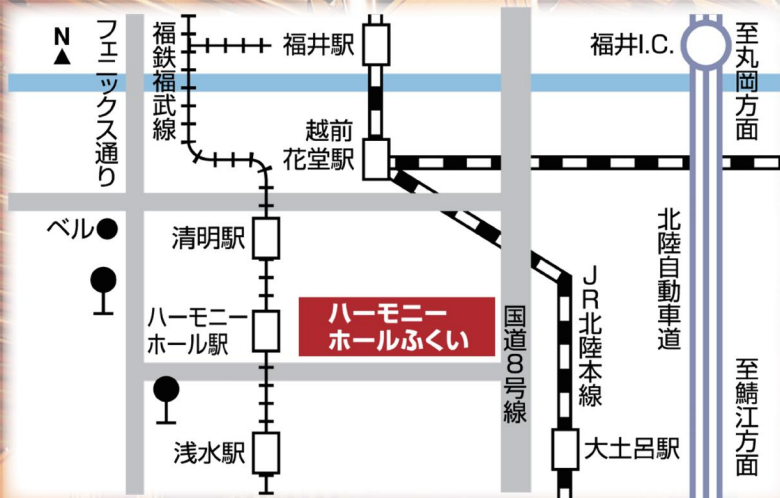 N
フェニックス通り
福鉄福武線
福井駅
福井I.C.
至丸岡方面
越前
花堂駅
ベル
清明駅
ハーモニー
ホール駅
ハーモニー
ホールふくい
国道8号線
JR北陸本線
北陸自動車道
至鯖江方面
浅水駅
大土呂駅